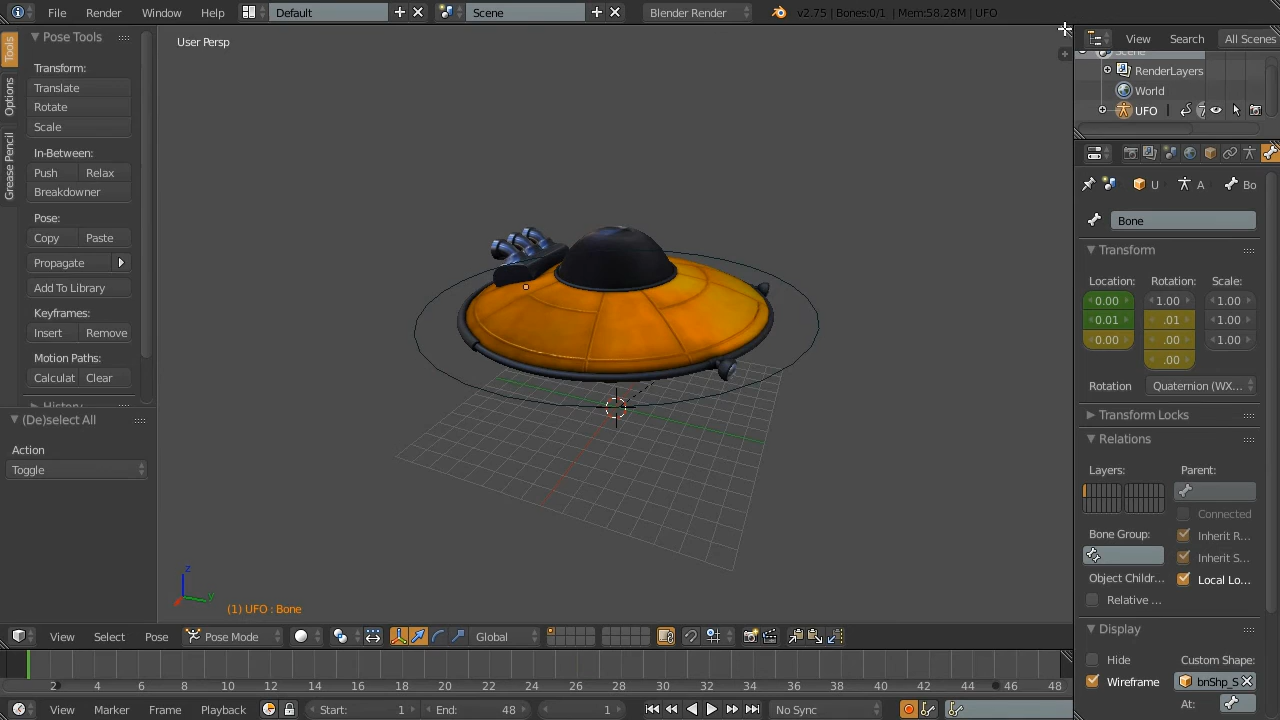 File Render Window Help Default Scene Blender Render v2.75 | Bones:0/1 | Mem:58.28M | UFO
Pose Tools
User Persp
View Search All Scenes
Scene
Tools
Options
Grease Pencil
Transform:
Translate
Rotate
Scale
In-Between:
Push Relax
Breakdowner
Pose:
Copy Paste
Propagate
Add To Library
Keyframes:
Insert Remove
Motion Paths:
Calculat Clear
History
(De)select All
Action
Toggle
RenderLayers
World
UFO
U A Bo
Bone
Transform
Location: Rotation: Scale:
0.00 1.00 1.00
0.01 .01 1.00
0.00 .00 1.00
.00
Rotation Quaternion (WX...
Transform Locks
Relations
Layers: Parent:
Connected
Bone Group: Inherit R...
Inherit S...
Object Childr... Local Lo...
Relative ...
Display
Hide Custom Shape:
Wireframe bnShp_S
At:
z
y
(1) UFO : Bone
View Select Pose Pose Mode Global
2 4 6 8 10 12 14 16 18 20 22 24 26 28 30 32 34 36 38 40 42 44 46 48
View Marker Frame Playback Start: 1 End: 48 1 No Sync